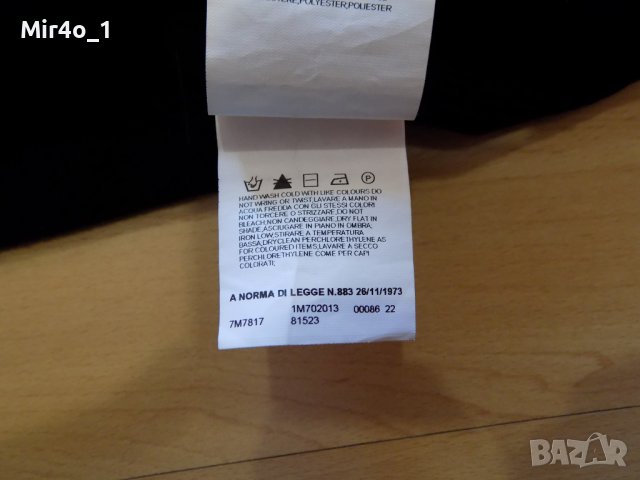 Mir4o_1
POLYESTER,POLIESTER
HAND WASH COLD WITH LIKE COLOURS DO
NOT WRING OR TWIST,LAVARE A MANO IN
ACQUA FREDDA CON GLI STESSI COLORI
NON TORCERE O STRIZZARE,DO NOT
BLEACH,NON CANDEGGIARE,DRY FLAT IN
SHADE,ASCIUGARE IN PIANO IN OMBRA;
IRON LOW,STIRARE A TEMPERATURA
BASSA,DRYCLEAN PERCHLORETHYLENE AS
FOR COLOURED ITEMS,LAVARE A SECCO
PERCHLORETHYLENE COME PER CAPI
COLORATI;
A NORMA DI LEGGE N.883 26/11/1973
1M702013 00086 22
7M7817 81523
BAZAR